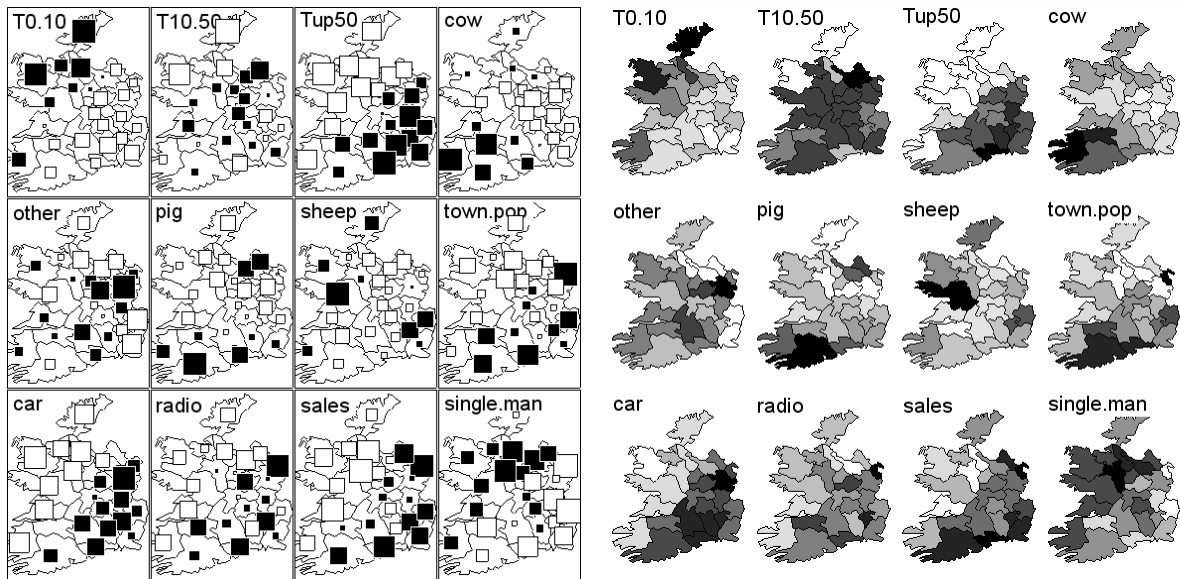 T0.10 T10.50 Tup50 cow T0.10 T10.50 Tup50 cow
other pig sheep town.pop other pig sheep town.pop
car radio sales single.man car radio sales single.man